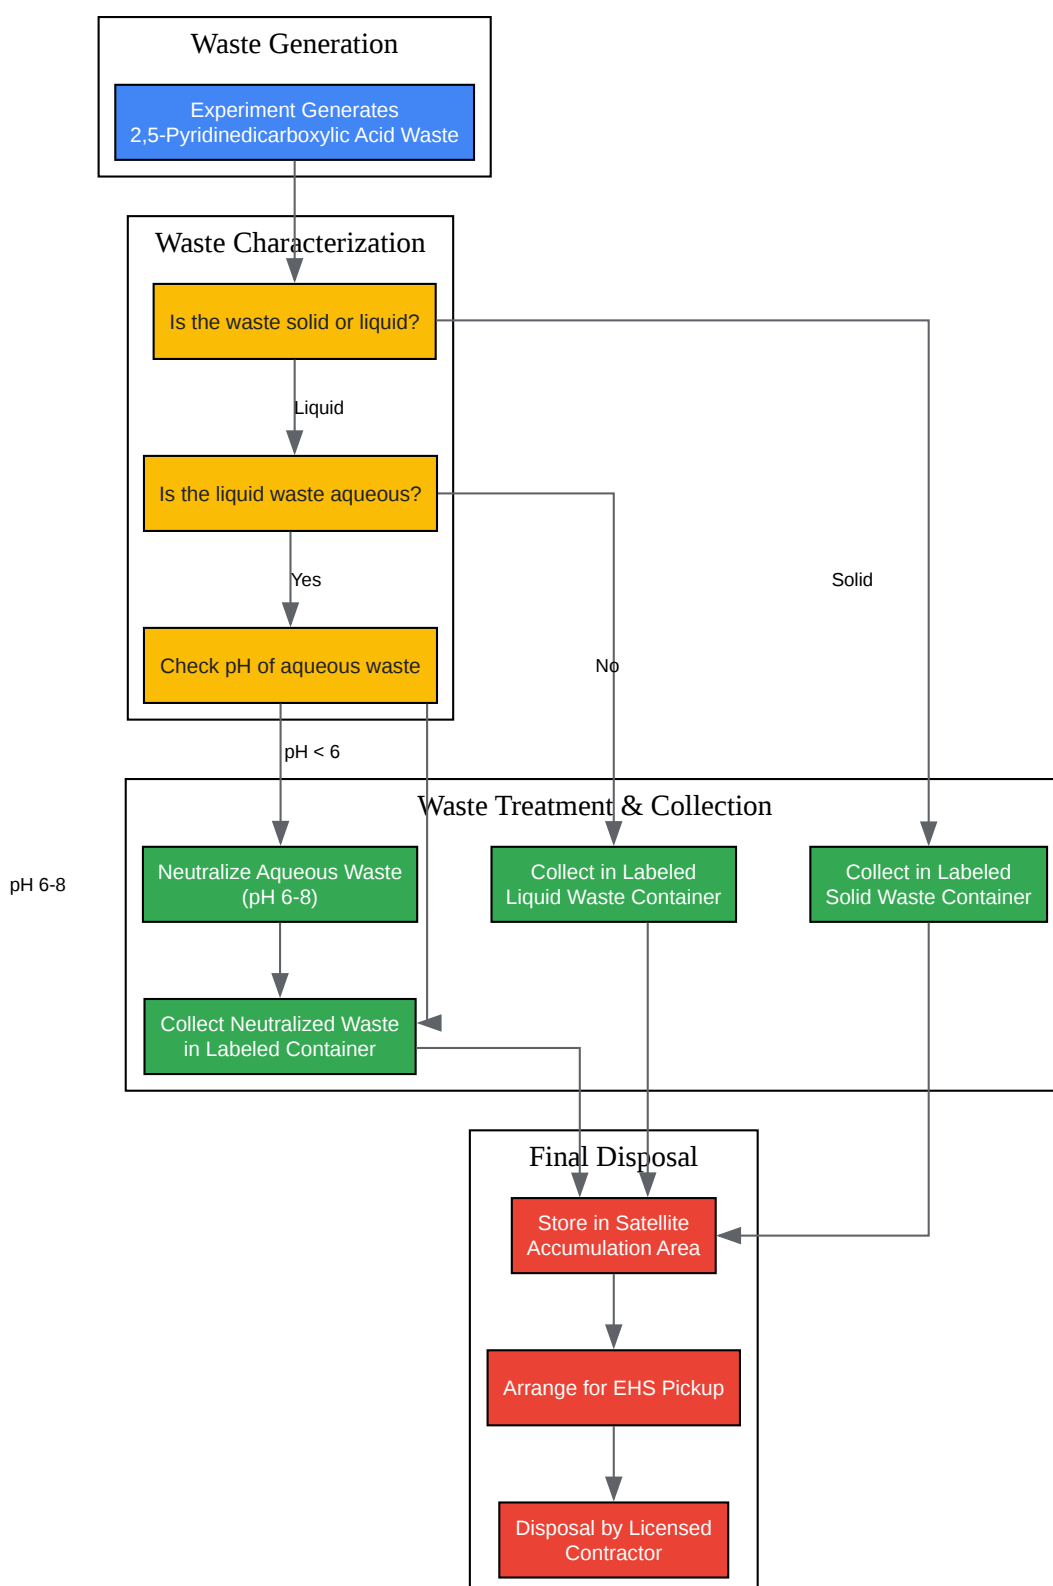 Waste Generation
Experiment Generates
2,5-Pyridinedicarboxylic Acid Waste
Waste Characterization
Is the waste solid or liquid?
Liquid
Is the liquid waste aqueous?
Yes
Solid
Check pH of aqueous waste
No
pH < 6
Waste Treatment & Collection
pH 6-8
Neutralize Aqueous Waste
(pH 6-8)
Collect in Labeled
Liquid Waste Container
Collect in Labeled
Solid Waste Container
Collect Neutralized Waste
in Labeled Container
Final Disposal
Store in Satellite
Accumulation Area
Arrange for EHS Pickup
Disposal by Licensed
Contractor